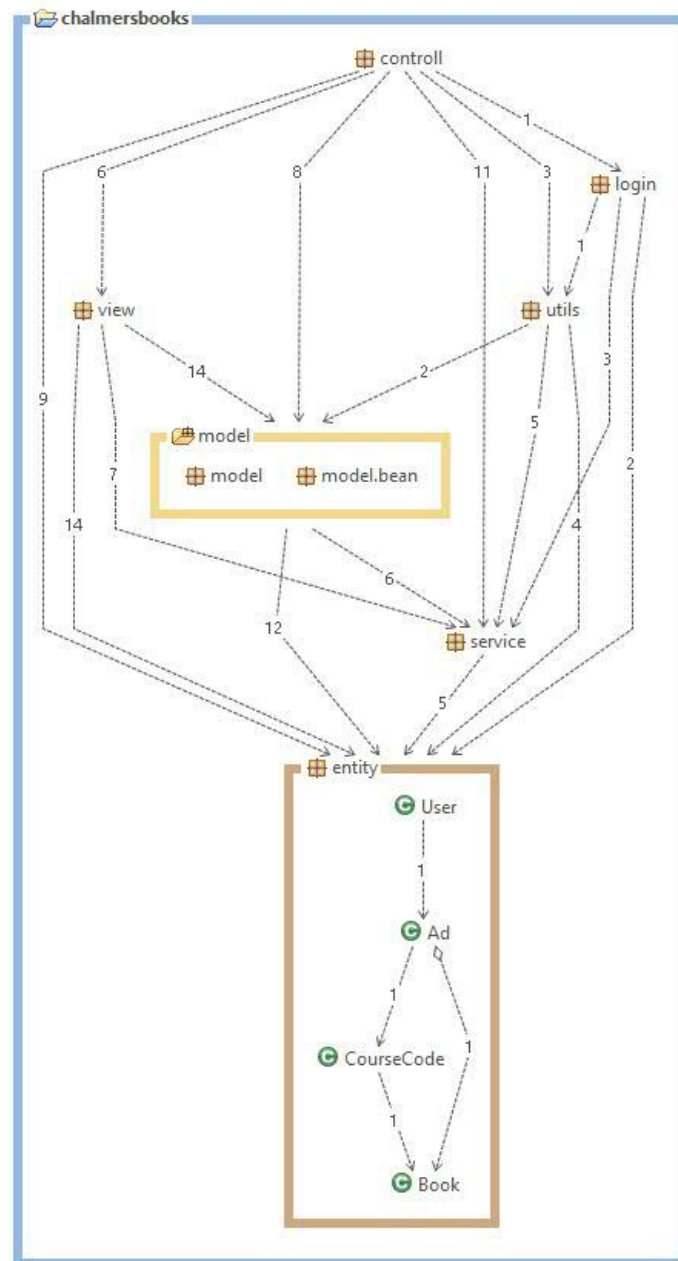 chalmersbooks
controll
1
6
8
11
3
login
1
view
utils
3
14
2
9
5
model
2
7
model
model.bean
14
4
6
12
service
5
entity
User
1
Ad
1
1
CourseCode
1
Book